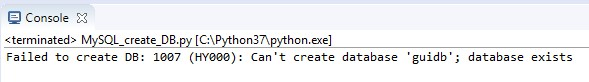 Console
<terminated> MySQL_create_DB.py [C:\Python37\python.exe]
Failed to create DB: 1007 (HY000): Can't create database 'guidb'; database exists